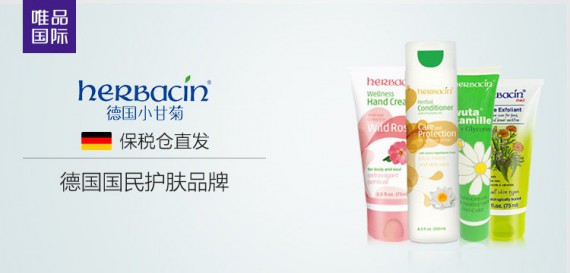 唯品
国际
herbacin®
德国小甘菊
保税仓直发
德国国民护肤品牌
herbacin
Wellness
Hand Cream
Wild Rose
herbacin
Herbal
Conditioner
Care and
Protection
herbacin
Kamille
Glycerin
herbacin
Exfoliant